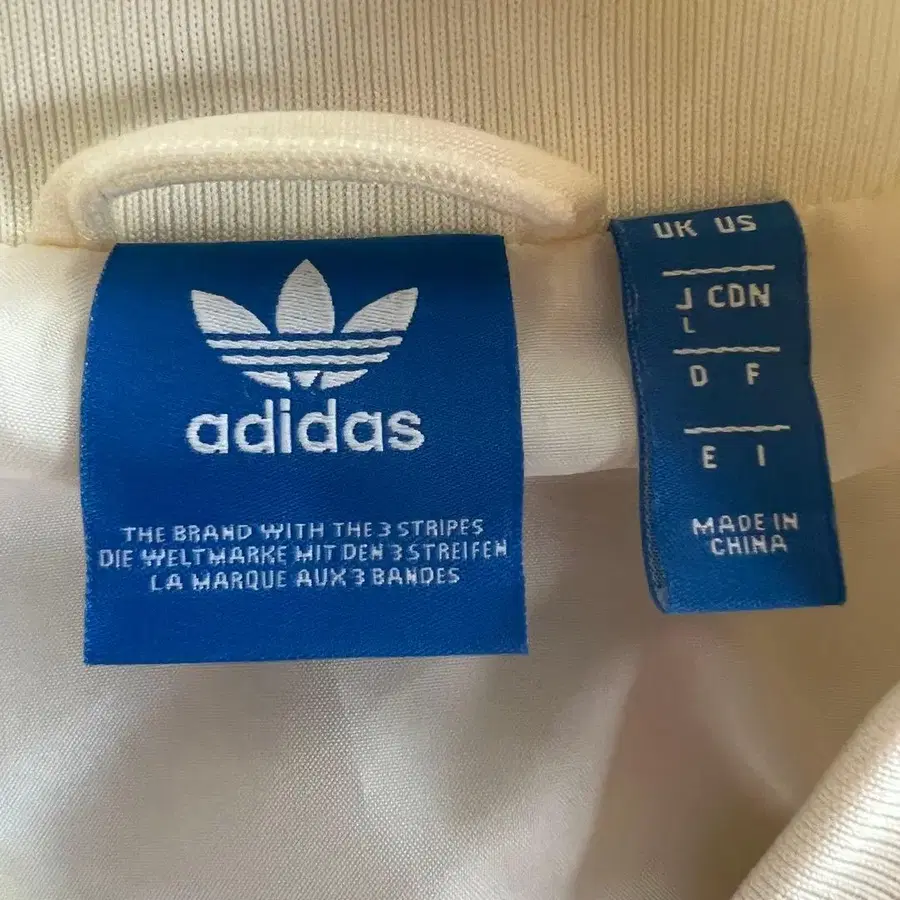 adidas
THE BRAND WITH THE 3 STRIPES
DIE WELTMARKE MIT DEN 3 STREIFEN
LA MARQUE AUX 3 BANDES
UK US
J CDN
L
D F
E I
MADE IN
CHINA